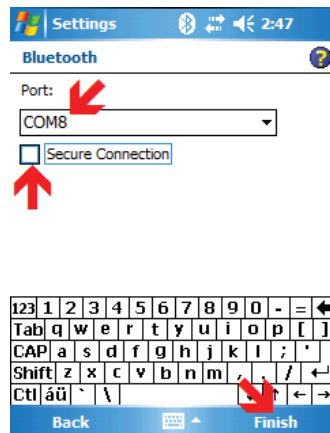 Settings 2:47
Bluetooth ?
Port:
COM8
Secure Connection
123 1 2 3 4 5 6 7 8 9 0 - =
Tab q w e r t y u i o p [ ]
CAP a s d f g h j k l ; '
Shift z x c v b n m , . /
Ctl áü ` \
Back Finish